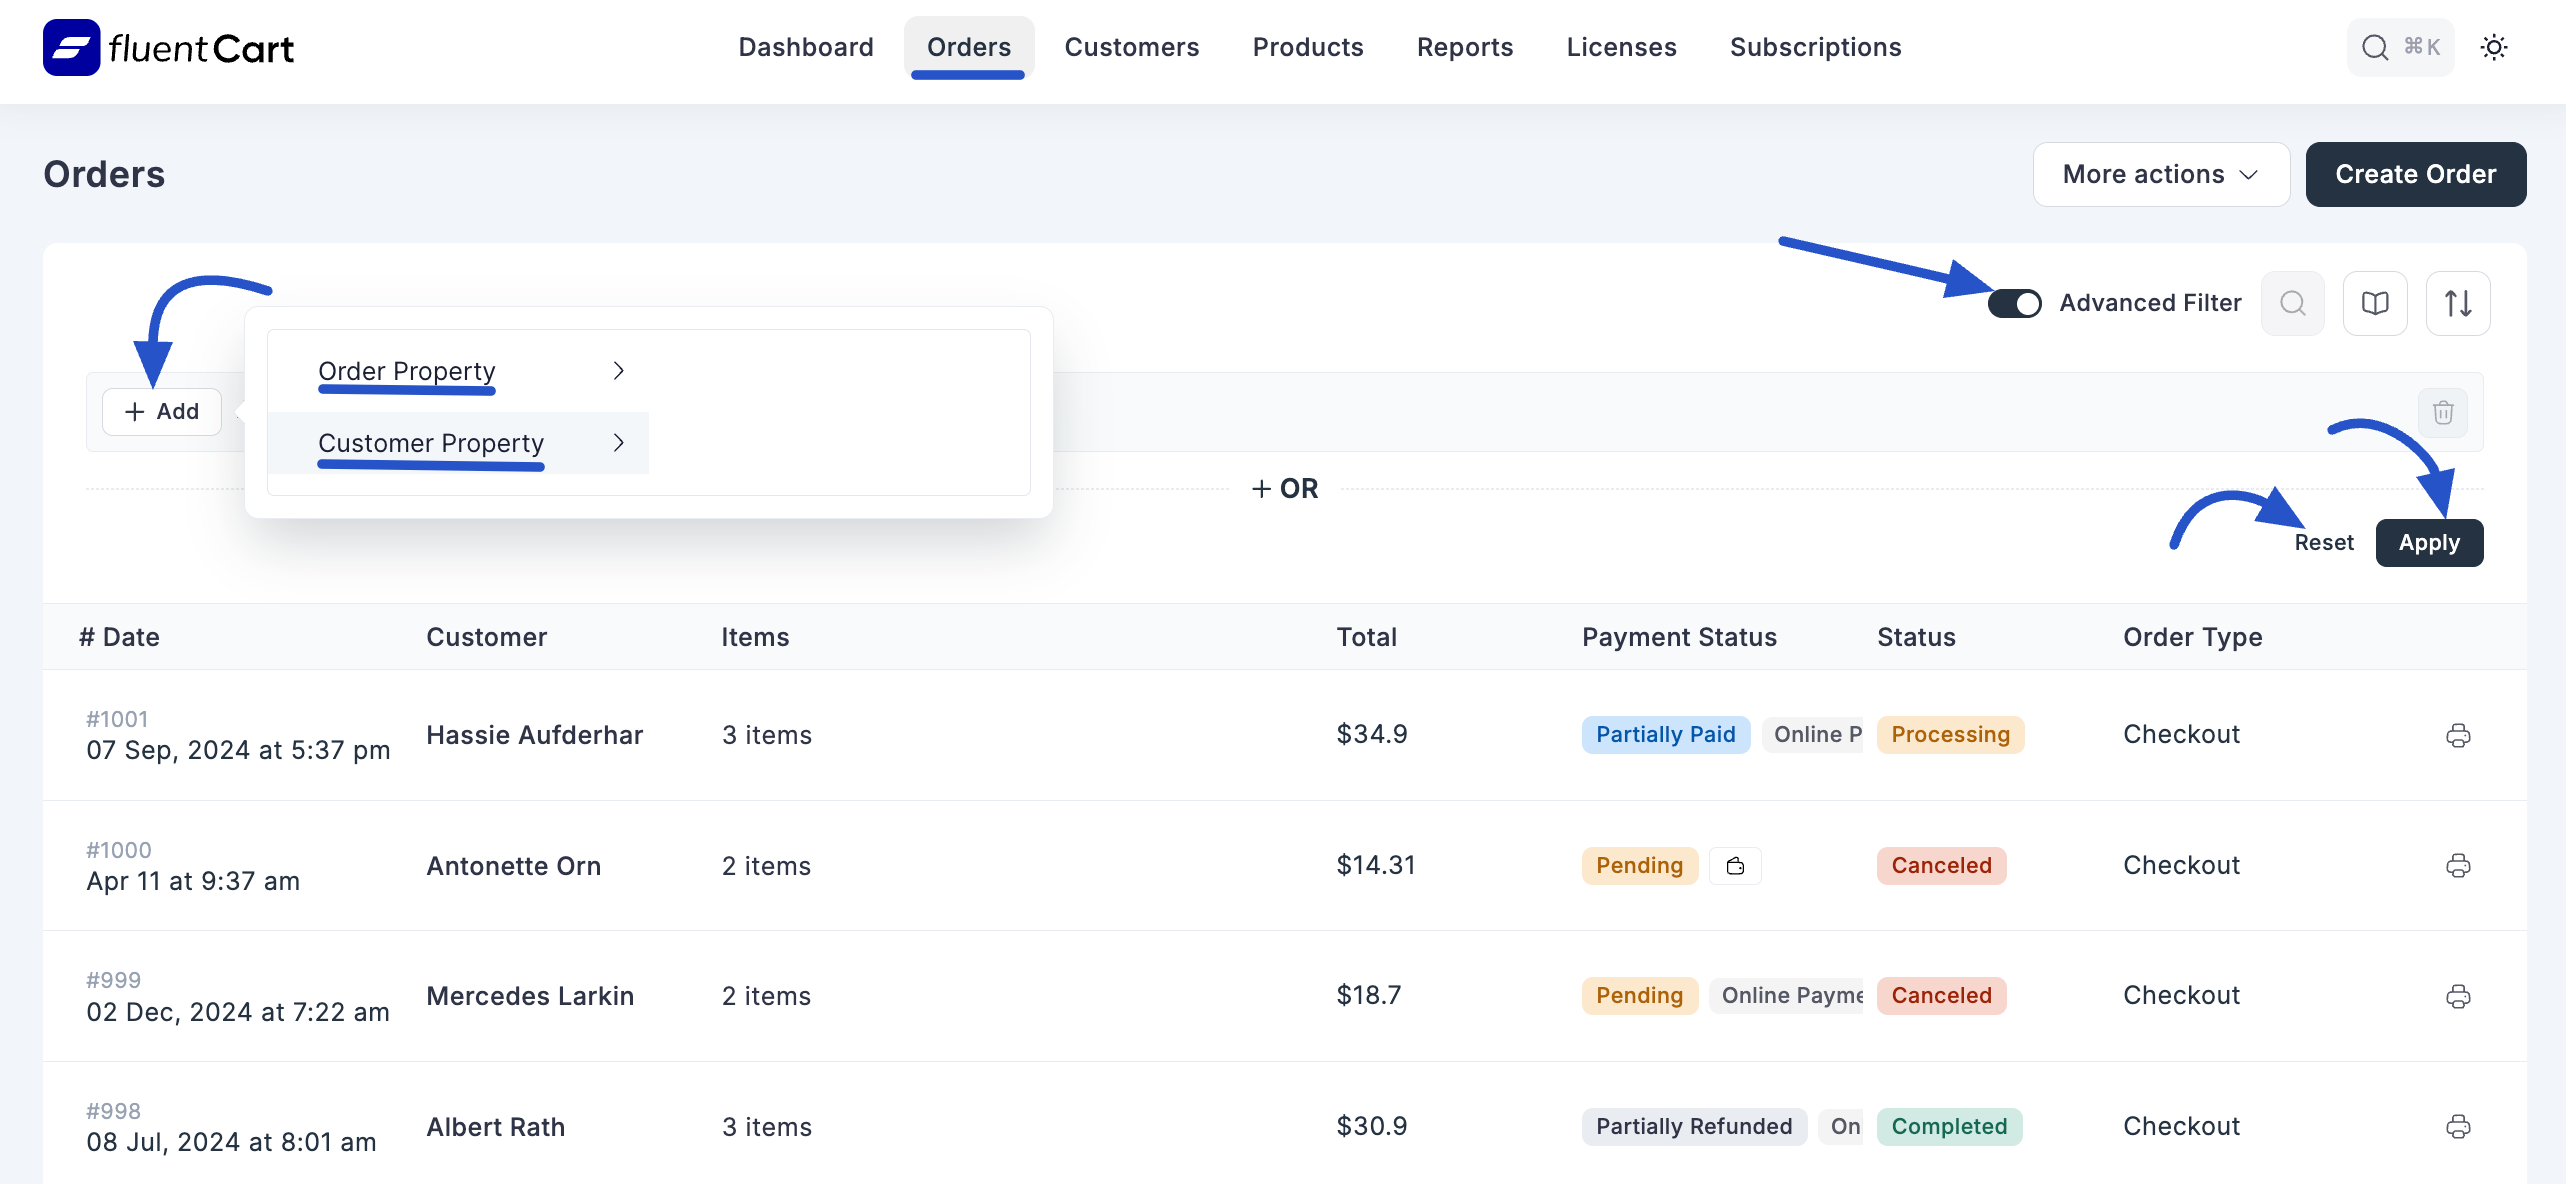 fluentCart
Dashboard Orders Customers Products Reports Licenses Subscriptions
⌘K
Orders
More actions
Create Order
Advanced Filter
+ Add
Order Property
Customer Property
+ OR
Reset
Apply
# Date Customer Items Total Payment Status Status Order Type
#1001
07 Sep, 2024 at 5:37 pm Hassie Aufderhar 3 items $34.9 Partially Paid Online P Processing Checkout
#1000
Apr 11 at 9:37 am Antonette Orn 2 items $14.31 Pending Canceled Checkout
#999
02 Dec, 2024 at 7:22 am Mercedes Larkin 2 items $18.7 Pending Online Payme Canceled Checkout
#998
08 Jul, 2024 at 8:01 am Albert Rath 3 items $30.9 Partially Refunded On Completed Checkout